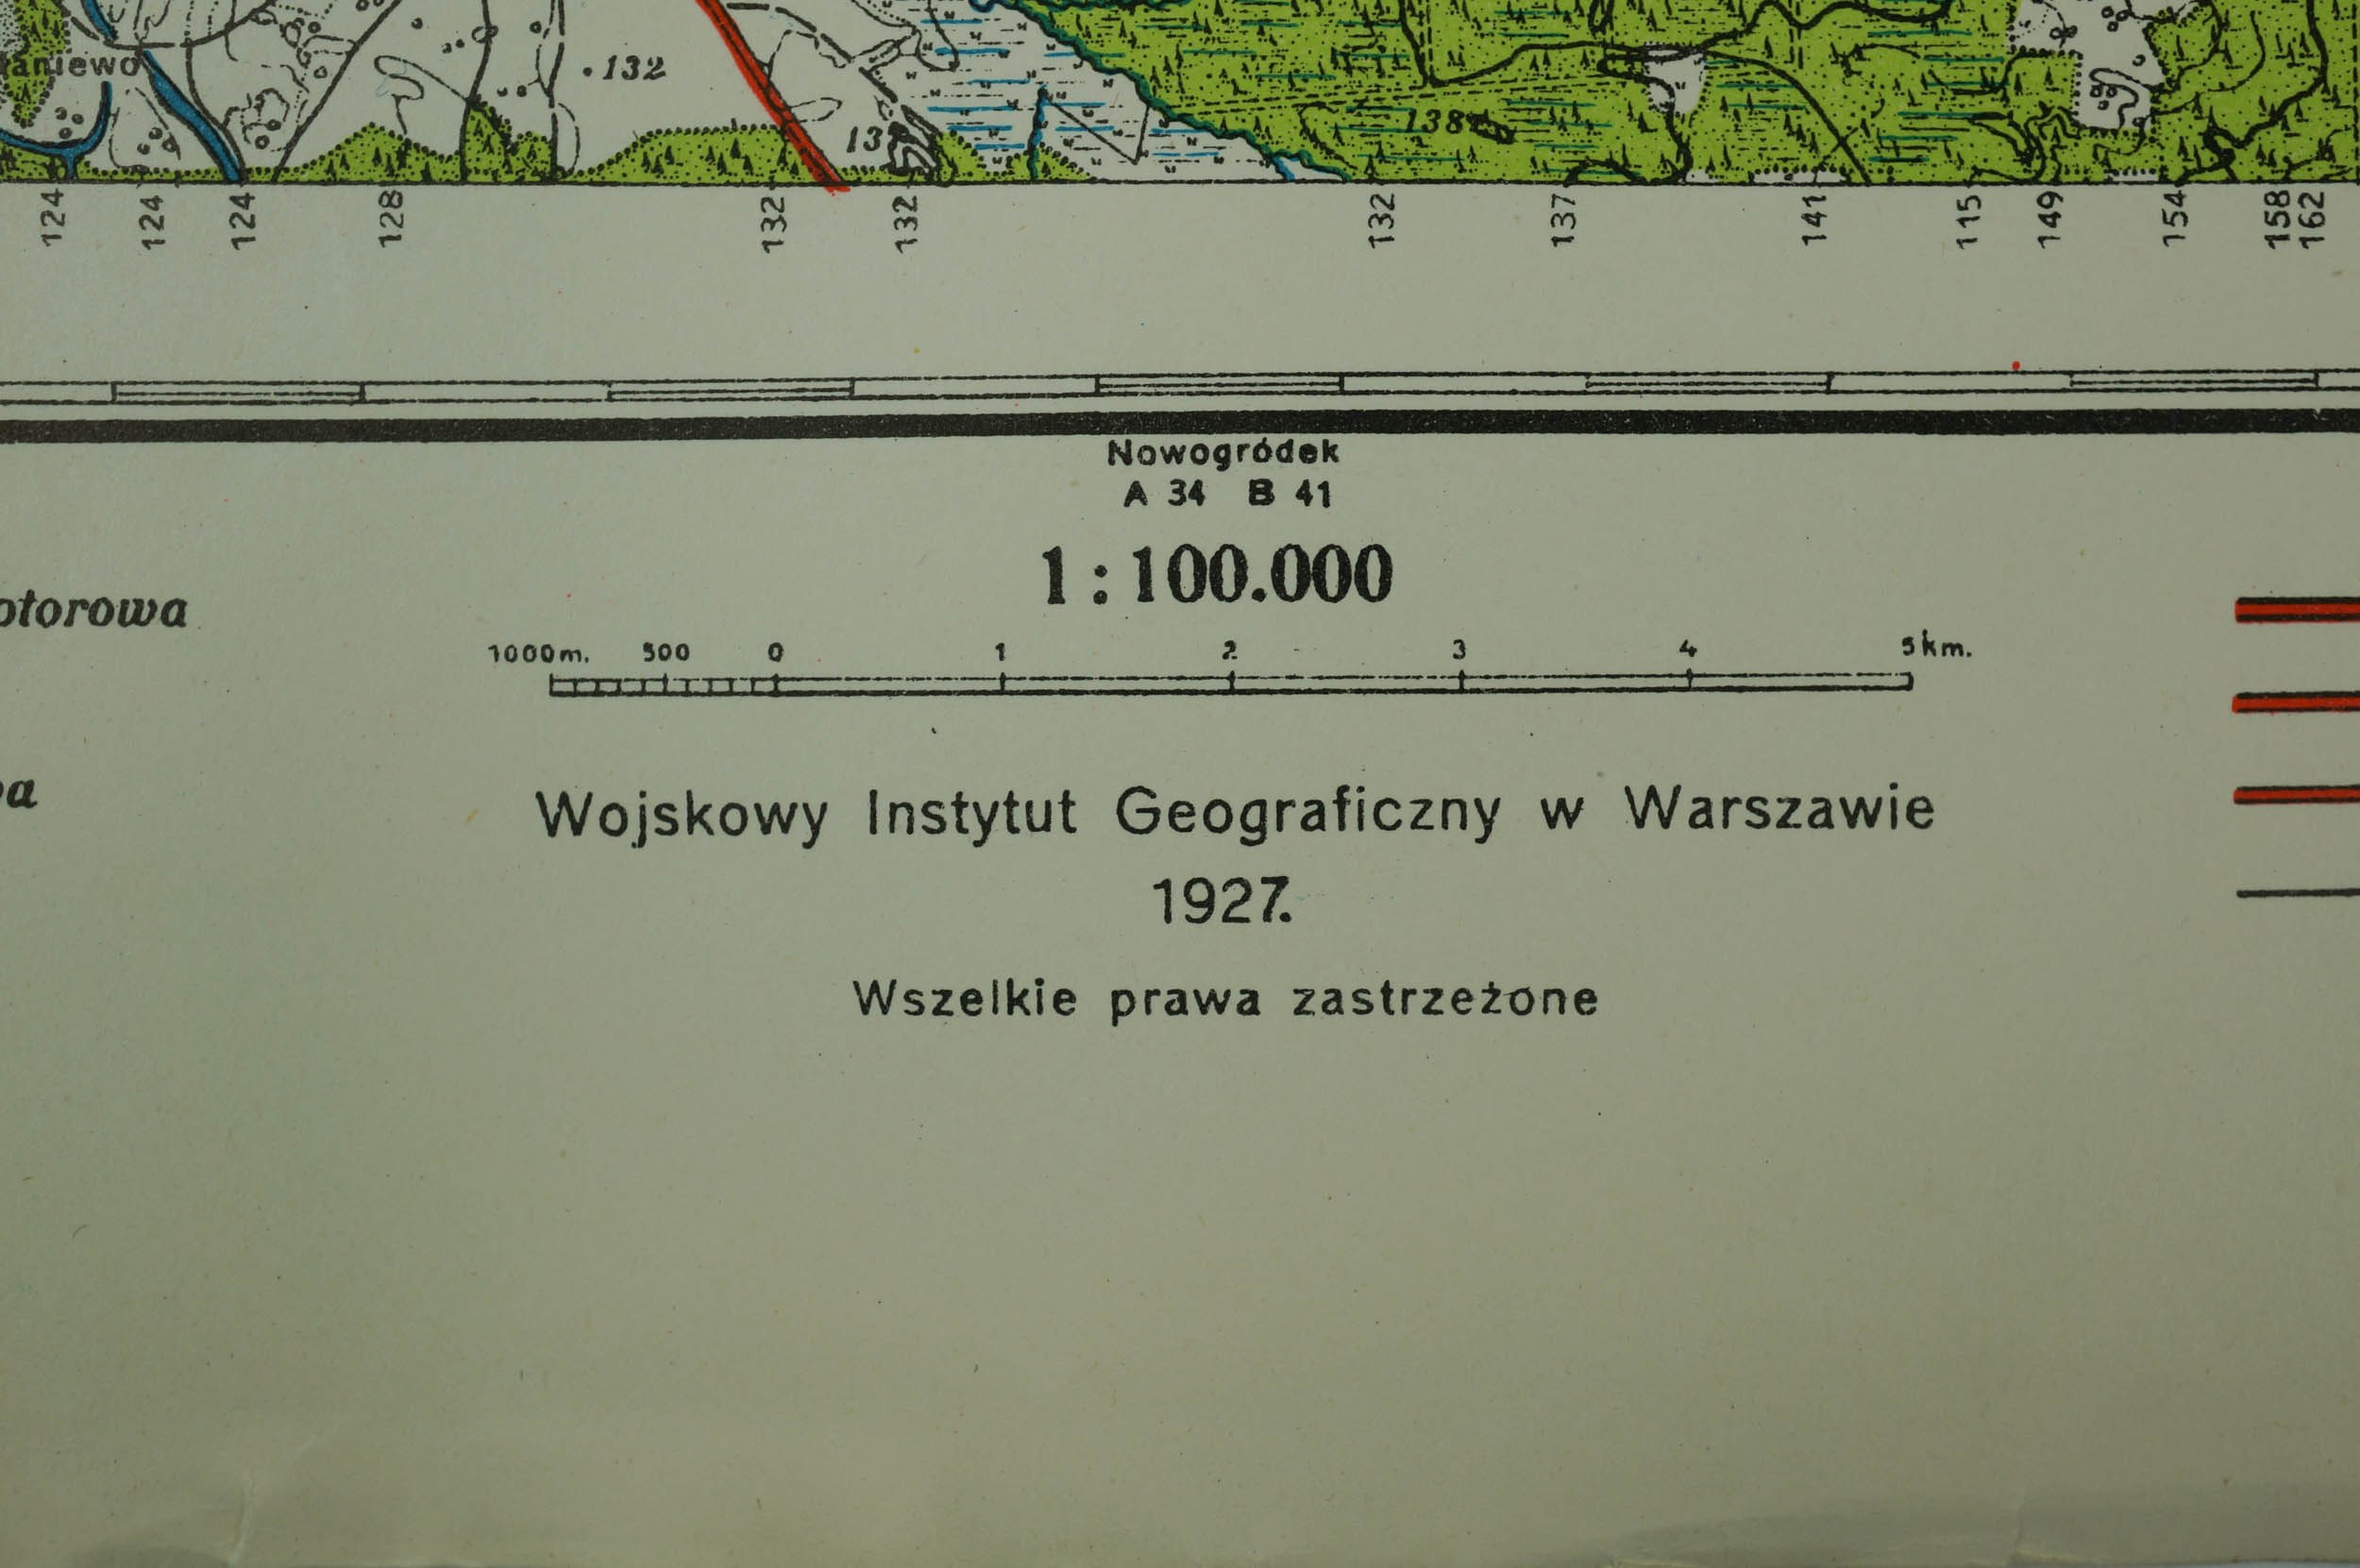 aniewo
132
138
124 124 124 128 132 132 132 137 141 115 149 154 158 162
Nowogródek
A 34 B 41
1:100.000
otorowa
1000m. 500 0 1 2 3 4 5km.
a
Wojskowy Instytut Geograficzny w Warszawie
1927.
Wszelkie prawa zastrzeżone